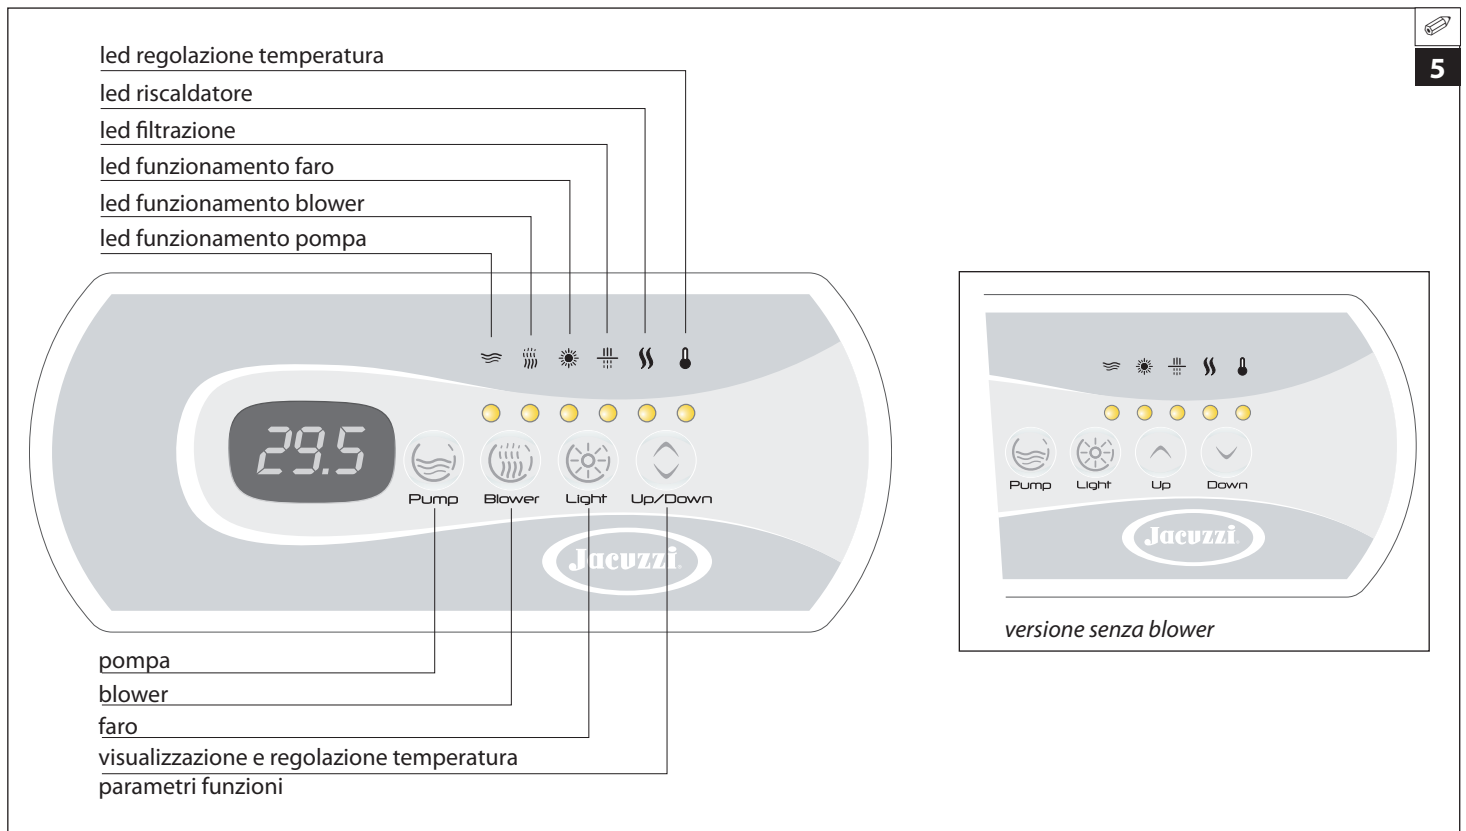 5
led regolazione temperatura
led riscaldatore
led filtrazione
led funzionamento faro
led funzionamento blower
led funzionamento pompa
29.5
Pump Blower Light Up/Down
Jacuzzi
Pump Light Up Down
Jacuzzi
versione senza blower
pompa
blower
faro
visualizzazione e regolazione temperatura
parametri funzioni